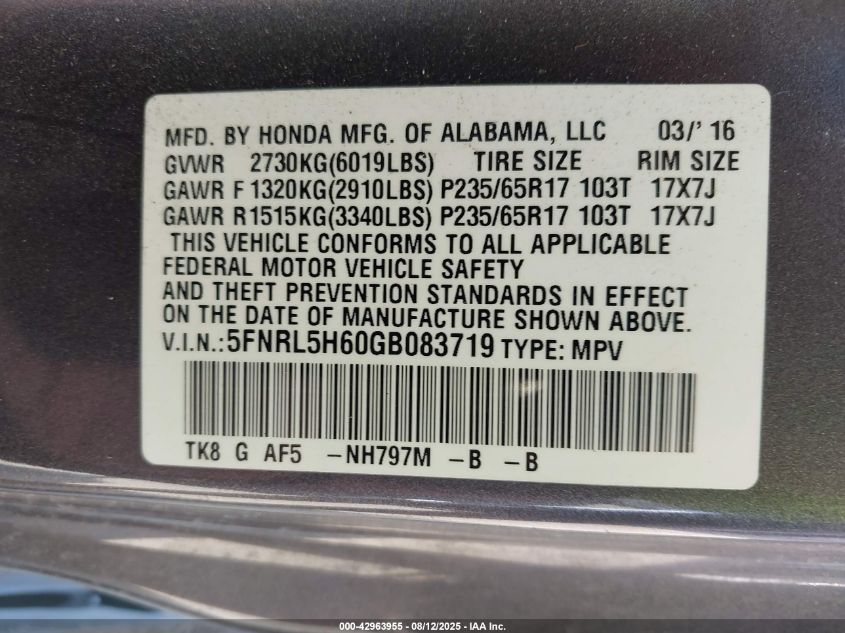 MFD. BY HONDA MFG. OF ALABAMA, LLC 03/' 16
GVWR 2730KG(6019LBS) TIRE SIZE RIM SIZE
GAWR F 1320KG(2910LBS) P235/65R17 103T 17X7J
GAWR R1515KG(3340LBS) P235/65R17 103T 17X7J
THIS VEHICLE CONFORMS TO ALL APPLICABLE
FEDERAL MOTOR VEHICLE SAFETY
AND THEFT PREVENTION STANDARDS IN EFFECT
ON THE DATE OF MANUFACTURE SHOWN ABOVE.
V.I.N.: 5FNRL5H60GB083719 TYPE: MPV
TK8 G AF5 -NH797M -B -B
000-42963955 - 08/12/2025 - IAA Inc.